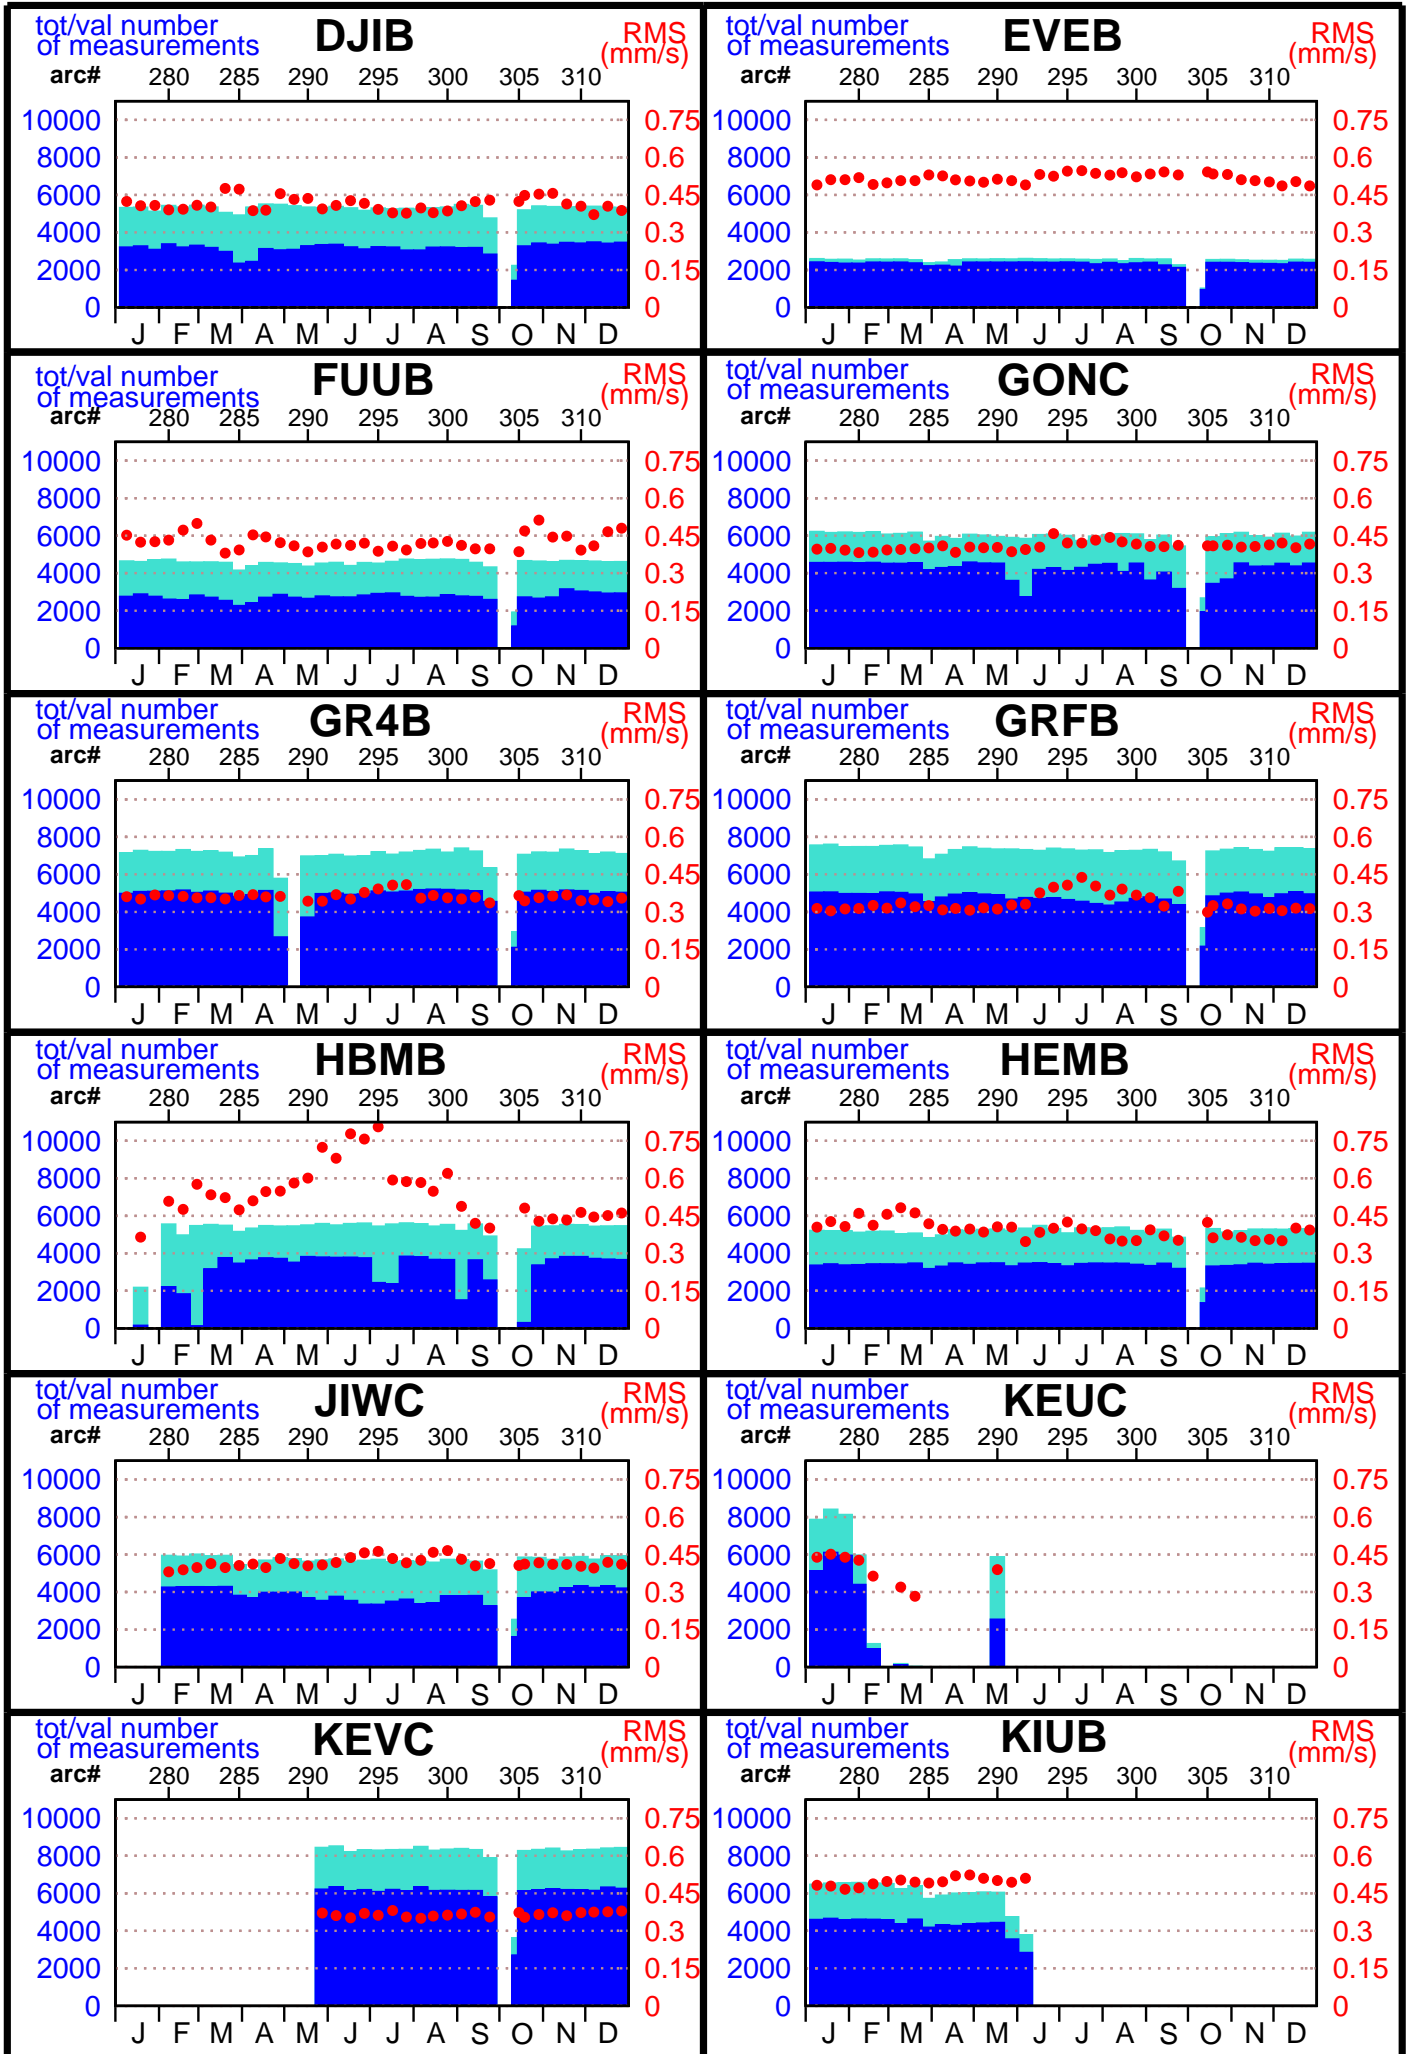 tot/val number
of measurements
DJIB
RMS
(mm/s)
arc#
280 285 290 295 300 305 310
10000 0.75
8000 0.6
6000 0.45
4000 0.3
2000 0.15
0 0
J F M A M J J A S O N D
tot/val number
of measurements
EVEB
RMS
(mm/s)
arc#
280 285 290 295 300 305 310
10000 0.75
8000 0.6
6000 0.45
4000 0.3
2000 0.15
0 0
J F M A M J J A S O N D
tot/val number
of measurements
FUUB
RMS
(mm/s)
arc#
280 285 290 295 300 305 310
10000 0.75
8000 0.6
6000 0.45
4000 0.3
2000 0.15
0 0
J F M A M J J A S O N D
tot/val number
of measurements
GONC
RMS
(mm/s)
arc#
280 285 290 295 300 305 310
10000 0.75
8000 0.6
6000 0.45
4000 0.3
2000 0.15
0 0
J F M A M J J A S O N D
tot/val number
of measurements
GR4B
RMS
(mm/s)
arc#
280 285 290 295 300 305 310
10000 0.75
8000 0.6
6000 0.45
4000 0.3
2000 0.15
0 0
J F M A M J J A S O N D
tot/val number
of measurements
GRFB
RMS
(mm/s)
arc#
280 285 290 295 300 305 310
10000 0.75
8000 0.6
6000 0.45
4000 0.3
2000 0.15
0 0
J F M A M J J A S O N D
tot/val number
of measurements
HBMB
RMS
(mm/s)
arc#
280 285 290 295 300 305 310
10000 0.75
8000 0.6
6000 0.45
4000 0.3
2000 0.15
0 0
J F M A M J J A S O N D
tot/val number
of measurements
HEMB
RMS
(mm/s)
arc#
280 285 290 295 300 305 310
10000 0.75
8000 0.6
6000 0.45
4000 0.3
2000 0.15
0 0
J F M A M J J A S O N D
tot/val number
of measurements
JIWC
RMS
(mm/s)
arc#
280 285 290 295 300 305 310
10000 0.75
8000 0.6
6000 0.45
4000 0.3
2000 0.15
0 0
J F M A M J J A S O N D
tot/val number
of measurements
KEUC
RMS
(mm/s)
arc#
280 285 290 295 300 305 310
10000 0.75
8000 0.6
6000 0.45
4000 0.3
2000 0.15
0 0
J F M A M J J A S O N D
tot/val number
of measurements
KEVC
RMS
(mm/s)
arc#
280 285 290 295 300 305 310
10000 0.75
8000 0.6
6000 0.45
4000 0.3
2000 0.15
0 0
J F M A M J J A S O N D
tot/val number
of measurements
KIUB
RMS
(mm/s)
arc#
280 285 290 295 300 305 310
10000 0.75
8000 0.6
6000 0.45
4000 0.3
2000 0.15
0 0
J F M A M J J A S O N D